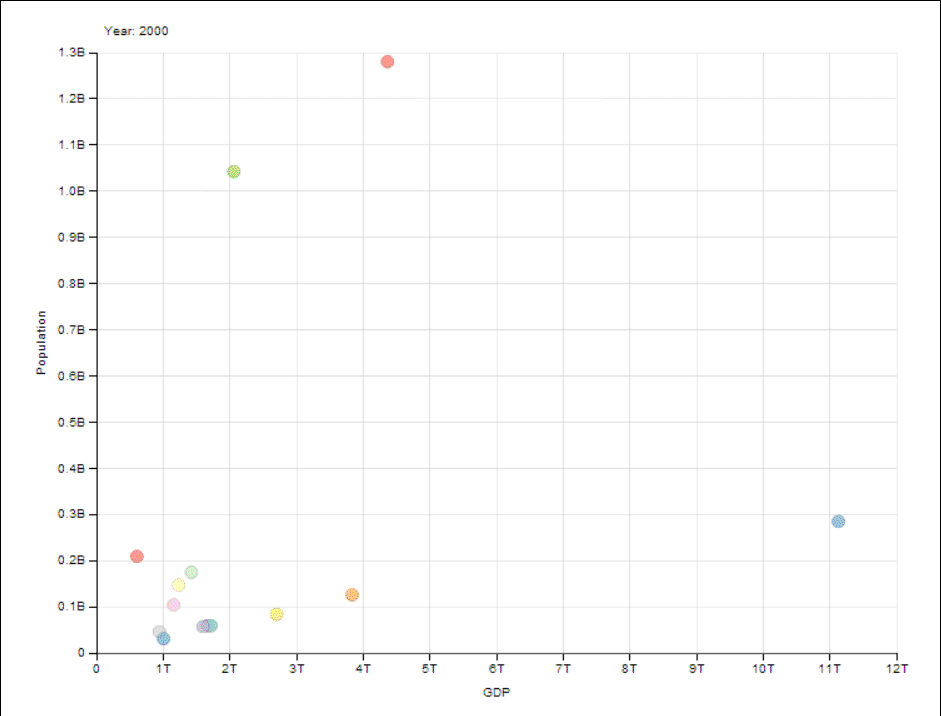 Year: 2000
1.3B
1.2B
1.1B
1.0B
0.9B
0.8B
0.7B
0.6B
0.5B
0.4B
0.3B
0.2B
0.1B
0
Population
0 1T 2T 3T 4T 5T 6T 7T 8T 9T 10T 11T 12T
GDP